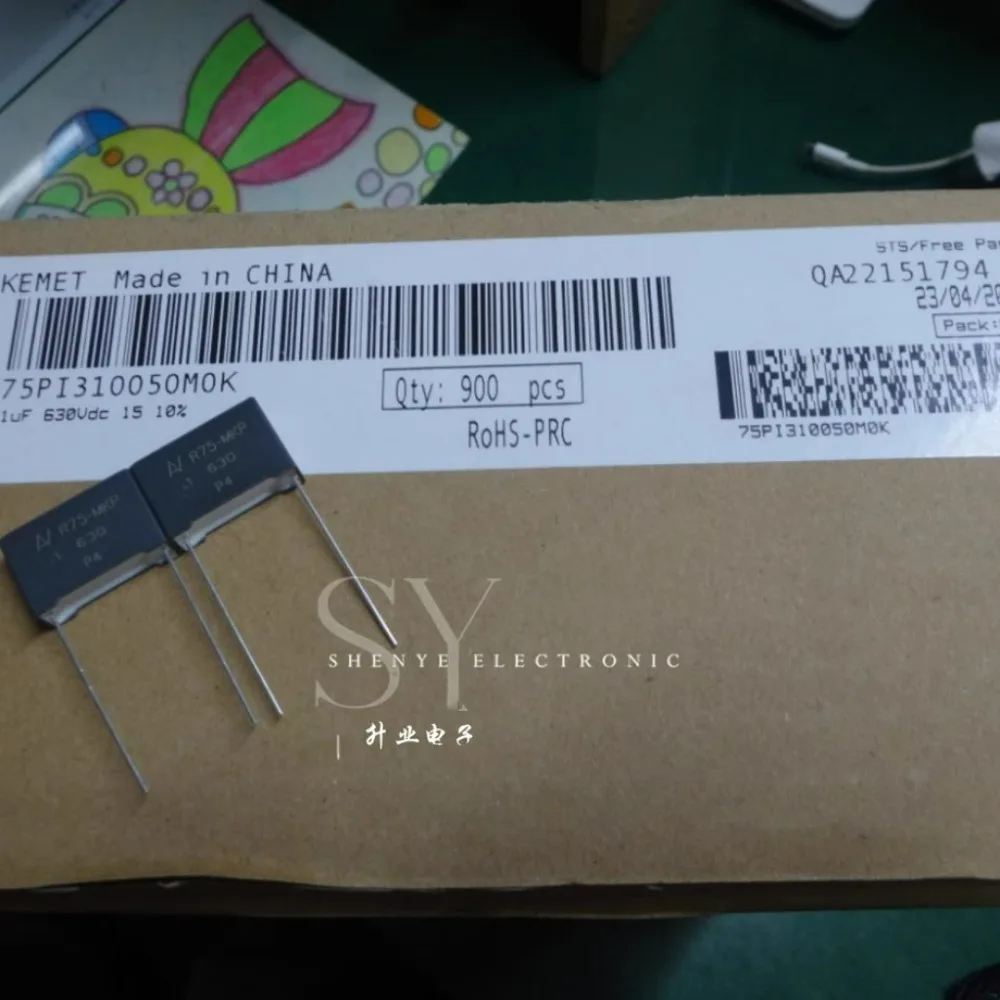 STS/Free Pa
KEMET Made in CHINA
QA22151794
23/04/20
Pack:
75PI310050M0K
1uF 630Vdc 15 10%
Qty: 900 pcs
RoHS-PRC
75PI310050M0K
R75-MKP
.1 630
P4
R75-MKP
.1 630
P4
SY
SHENYE ELECTRONIC
升业电子